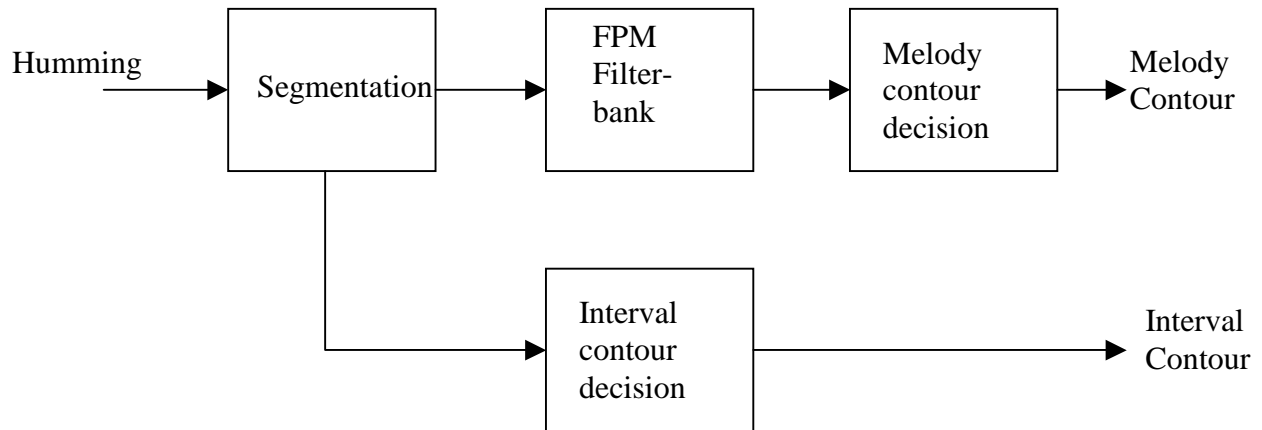 Humming
Segmentation
FPM
Filter-
bank
Melody
contour
decision
Melody
Contour
Interval
contour
decision
Interval
Contour